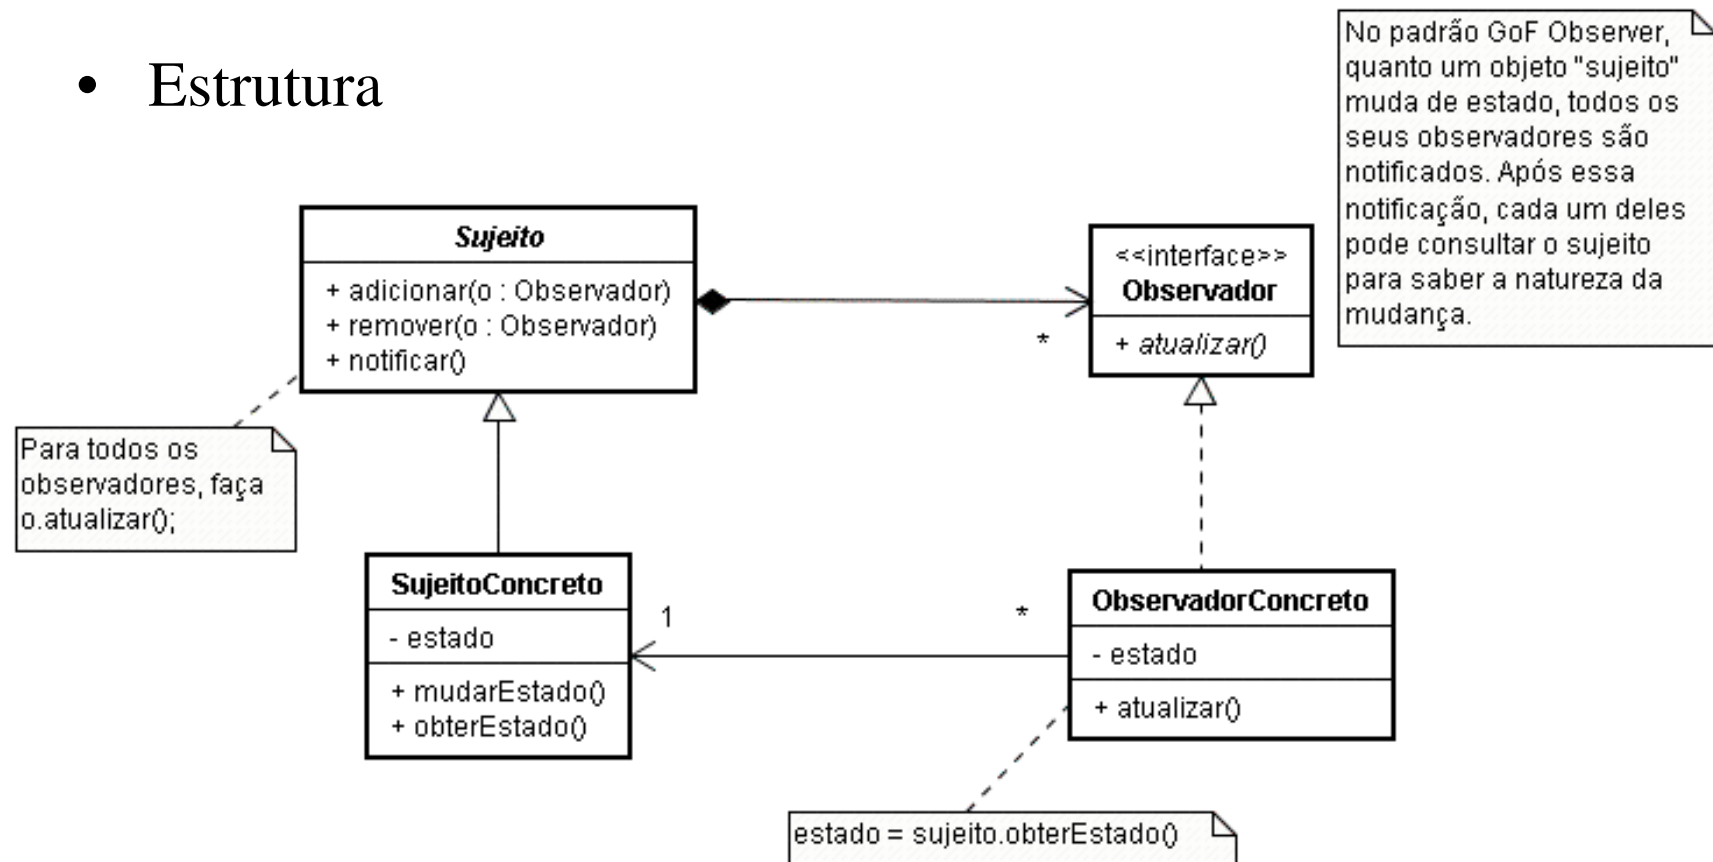 • Estrutura
No padrão GoF Observer,
quanto um objeto "sujeito"
muda de estado, todos os
seus observadores são
notificados. Após essa
notificação, cada um deles
pode consultar o sujeito
para saber a natureza da
mudança.
Sujeito
+ adicionar(o : Observador)
+ remover(o : Observador)
+ notificar()
<<interface>>
Observador
+ atualizar()
*
Para todos os
observadores, faça
o.atualizar();
SujeitoConcreto
- estado
+ mudarEstado()
+ obterEstado()
1
*
ObservadorConcreto
- estado
+ atualizar()
estado = sujeito.obterEstado()